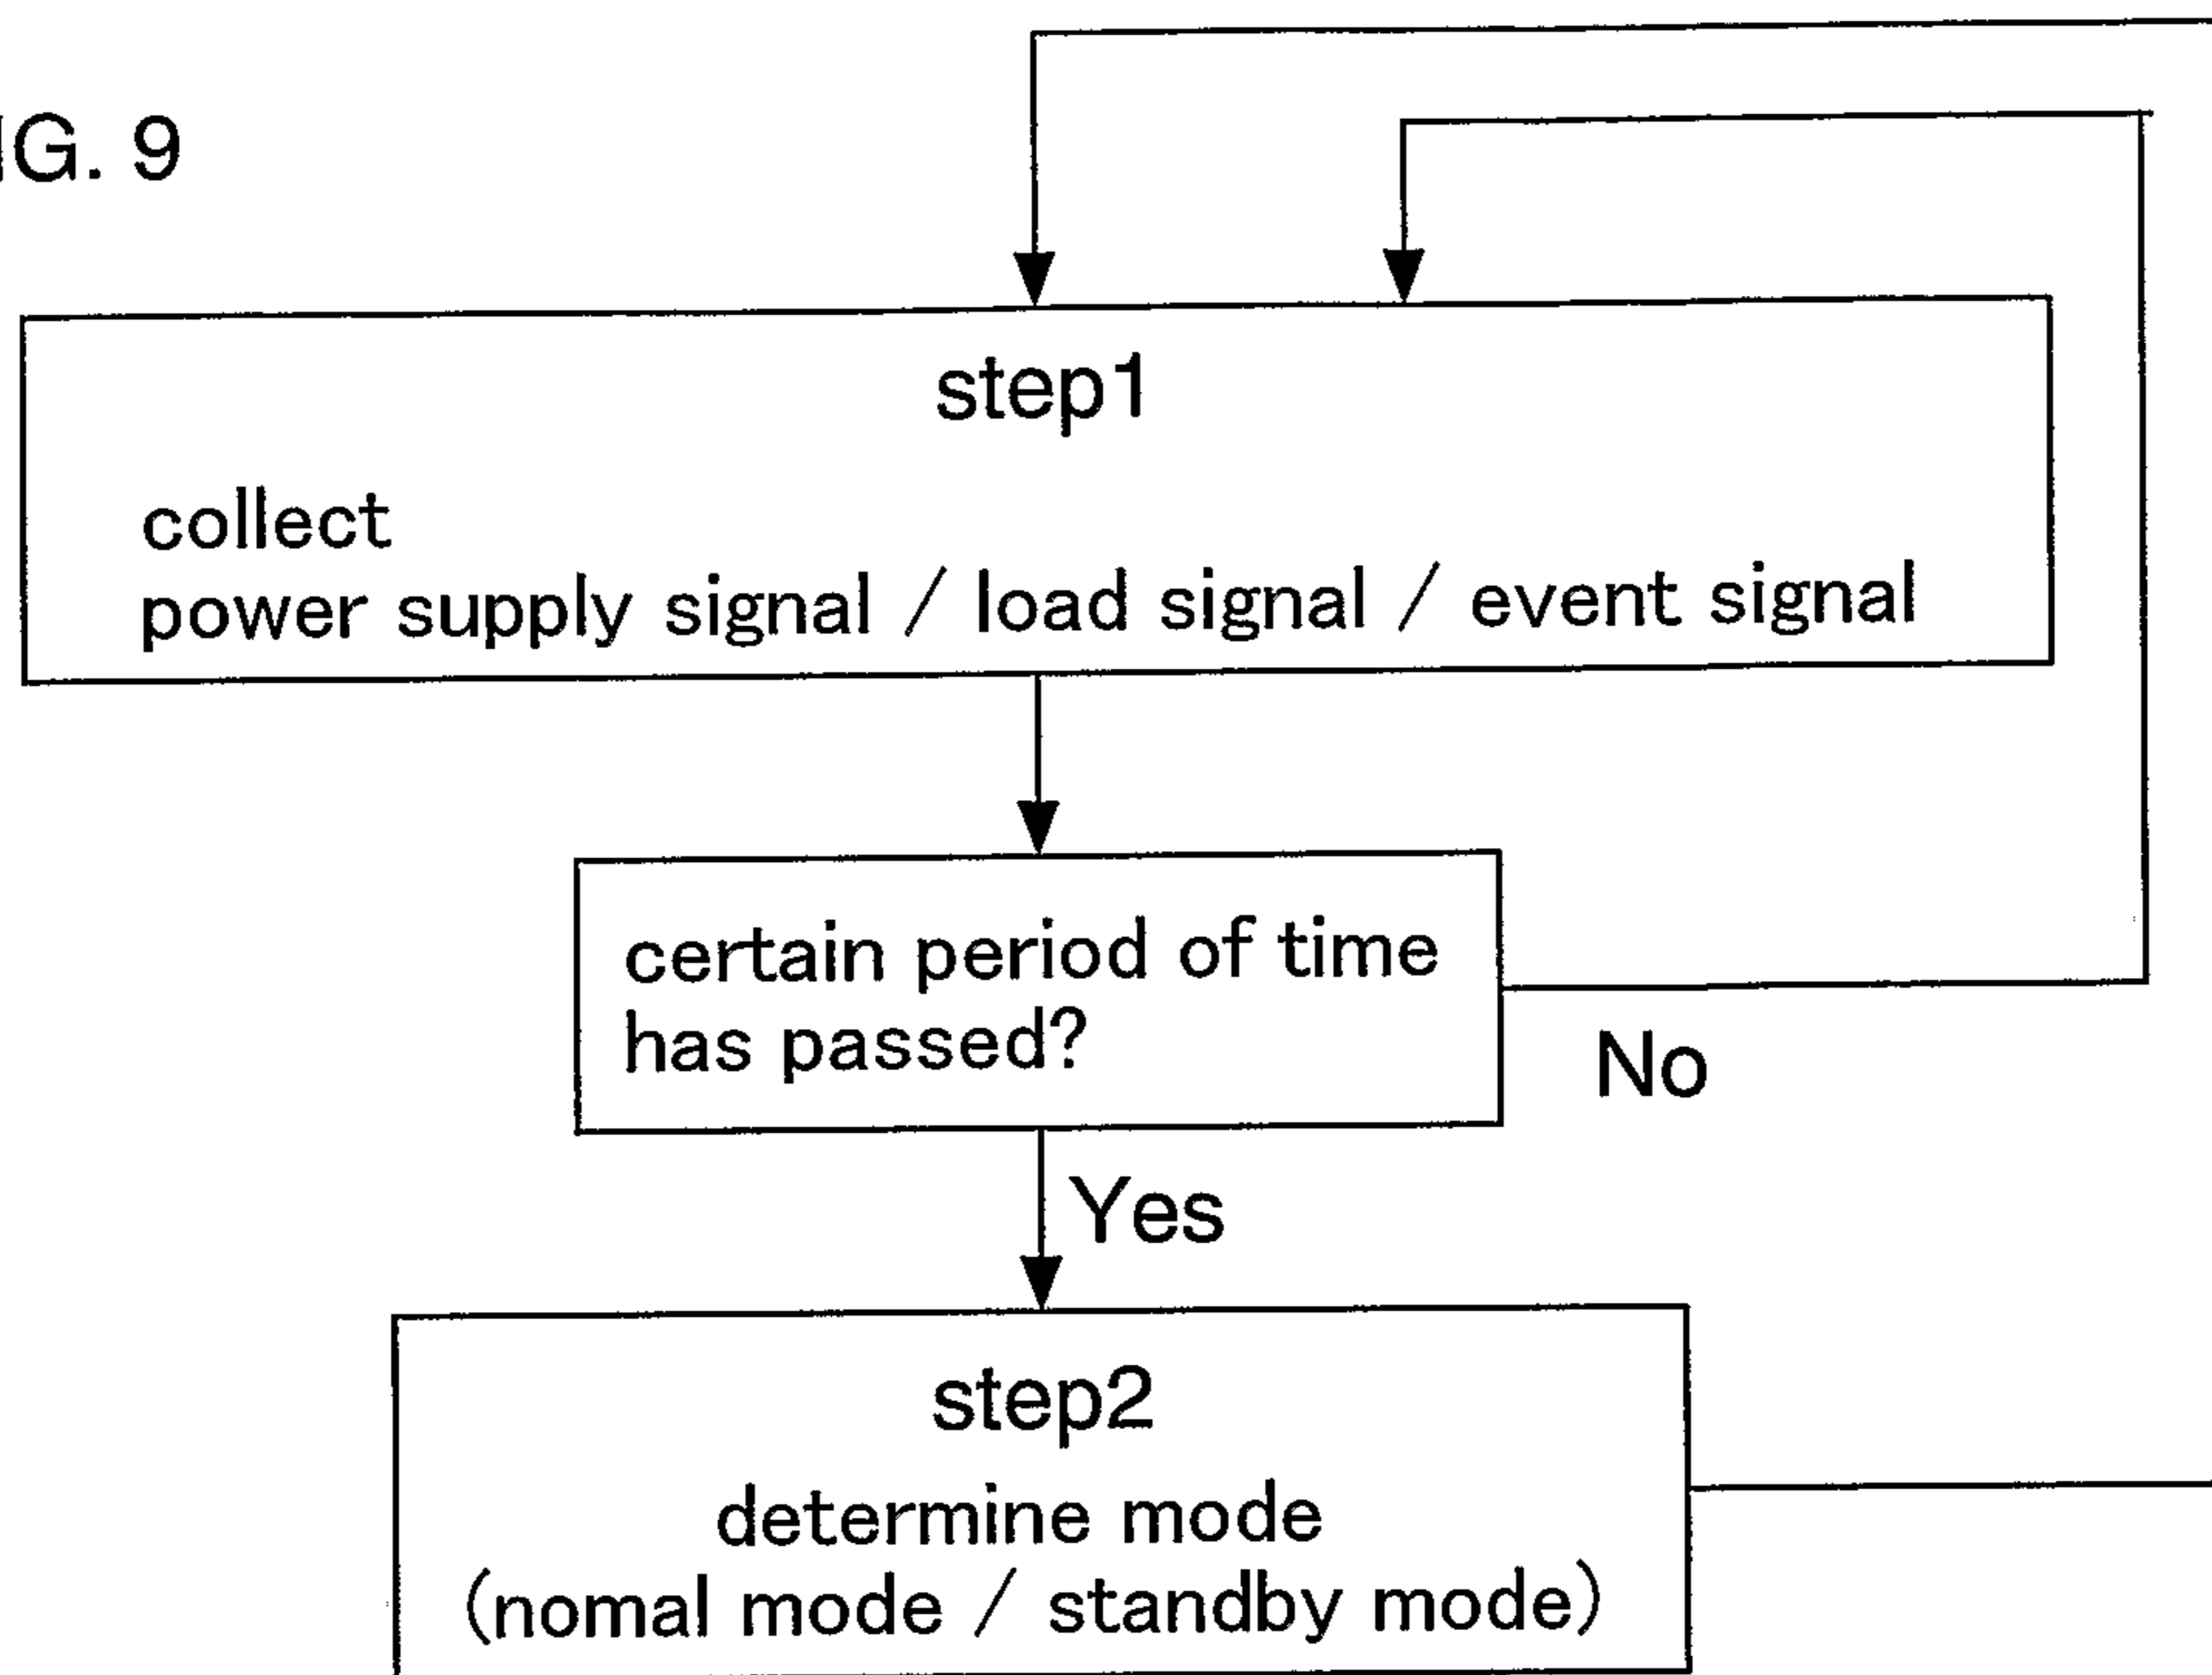 IG. 9
step1
collect
power supply signal / load signal / event signal
certain period of time
has passed?
No
Yes
step2
determine mode
(nomal mode / standby mode)